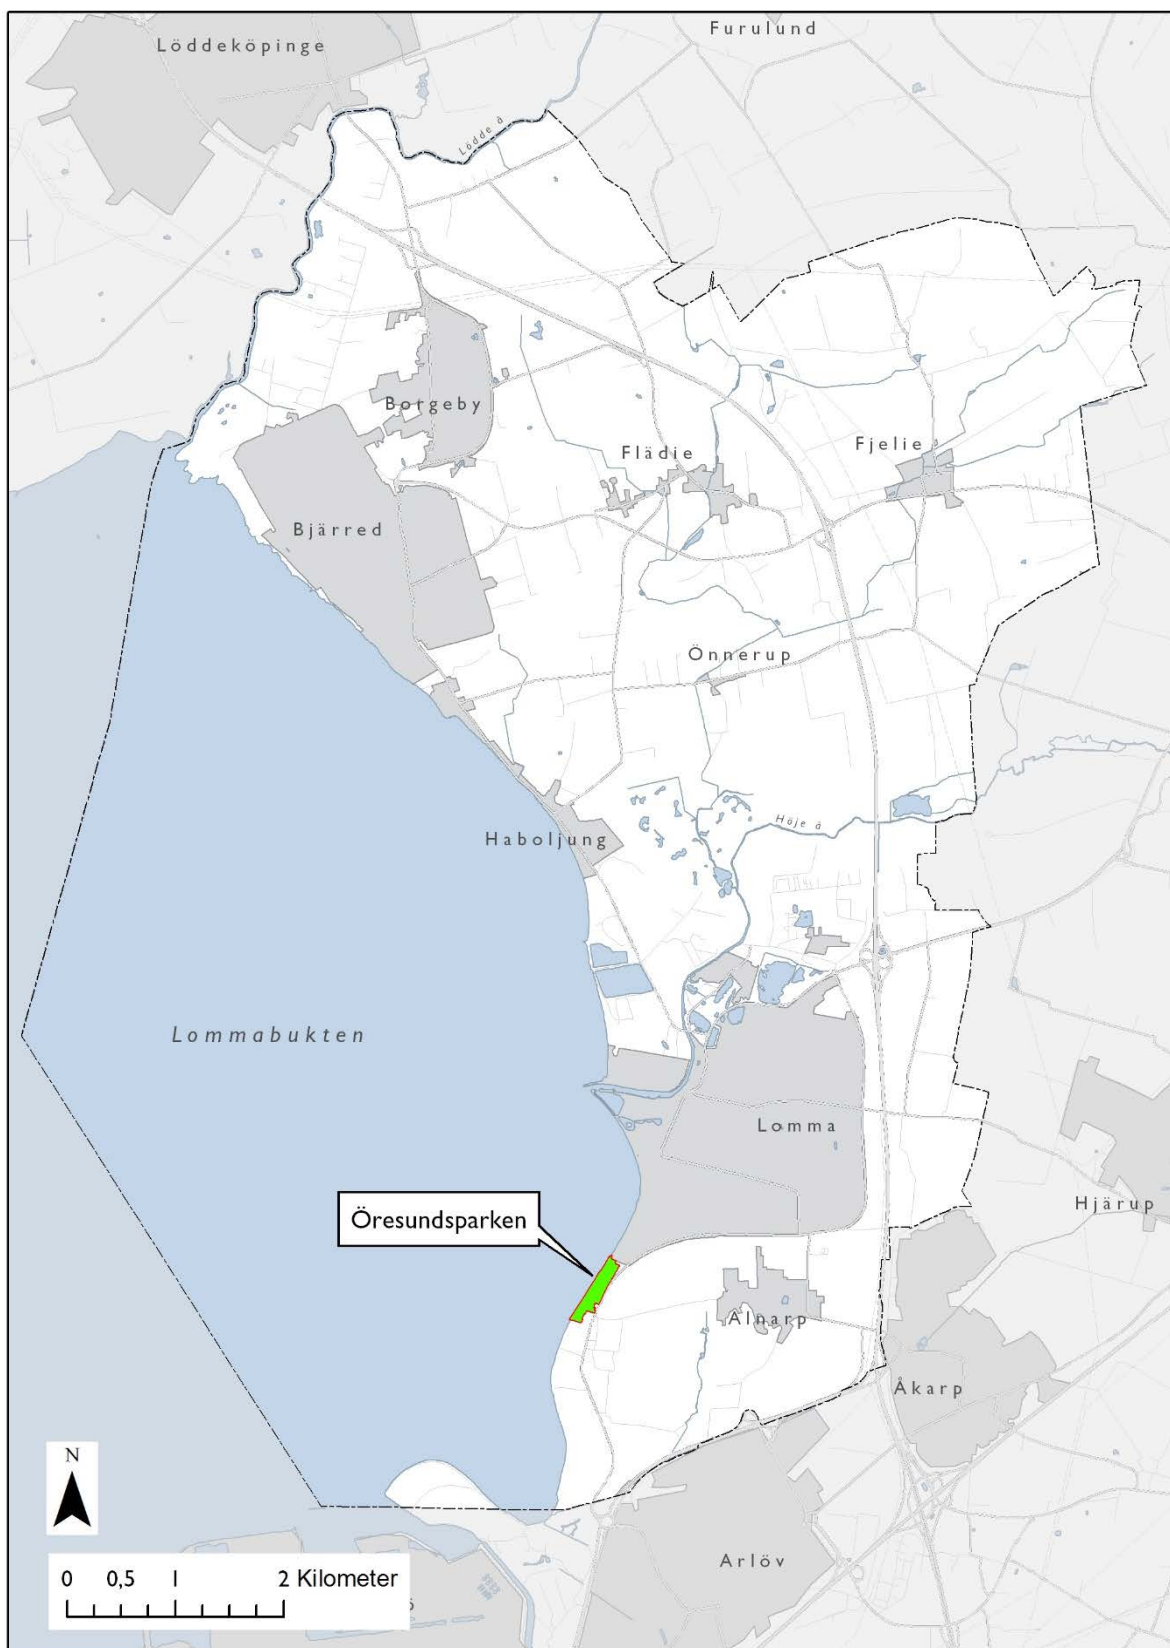 Furulund
Löddeköpinge
Lödde å
Borgeby
Fjelie
Flädie
Bjärred
Önnerup
Höje å
Haboljung
Lommabukten
Lomma
Hjärup
Öresundsparken
Alnarp
Åkarp
N
Arlöv
0 0,5 1 2 Kilometer